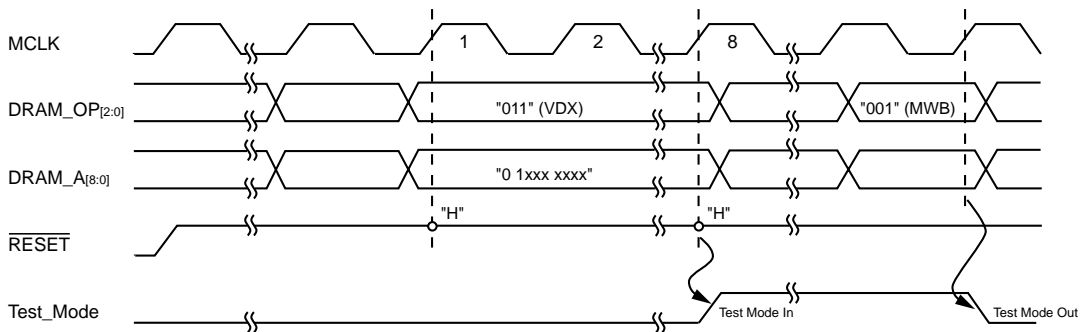 MCLK
1
2
8
DRAM_OP[2:0]
"011" (VDX)
"001" (MWB)
DRAM_A[8:0]
"0 1xxx xxxx"
"H"
"H"
RESET
Test_Mode
Test Mode In
Test Mode Out